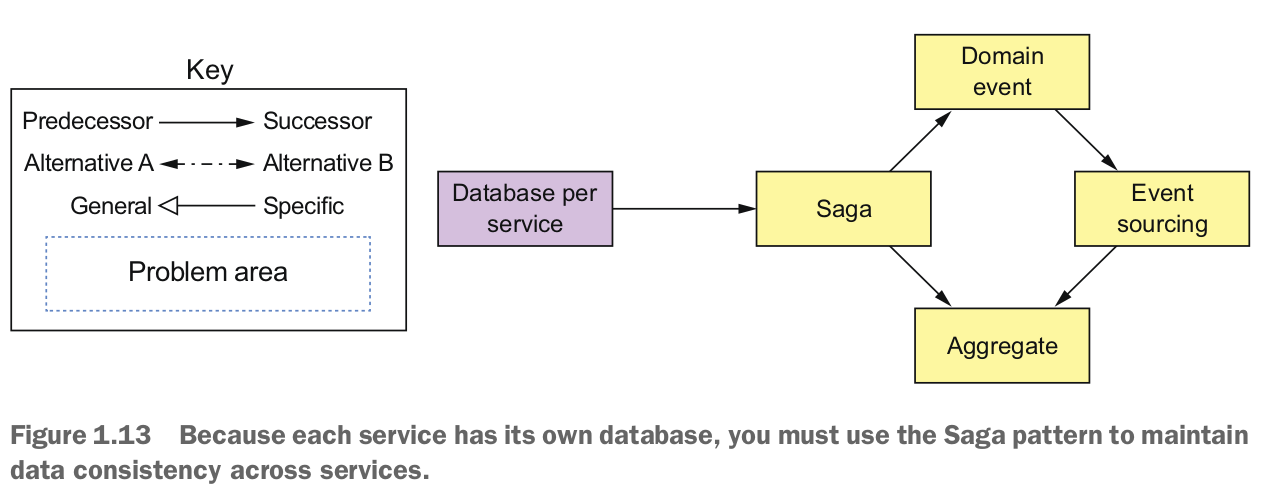 Key
Predecessor Successor
Alternative A Alternative B
General Specific
Problem area
Database per
service
Saga
Domain
event
Event
sourcing
Aggregate
Figure 1.13 Because each service has its own database, you must use the Saga pattern to maintain
data consistency across services.